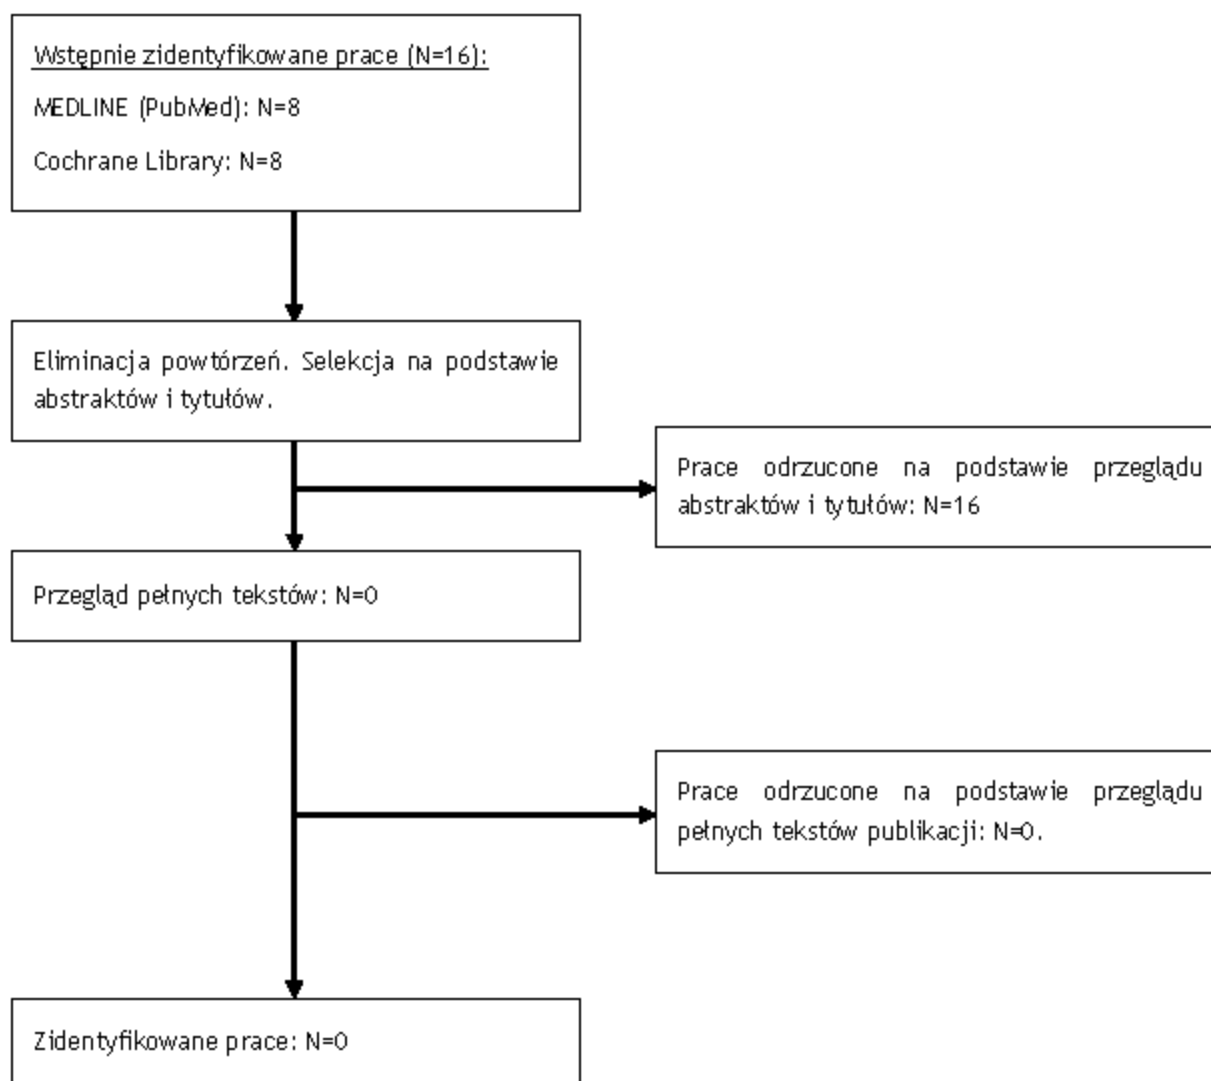 Wstępnie zidentyfikowane prace (N=16):
MEDLINE (PubMed): N=8
Cochrane Library: N=8
Eliminacja powtórzeń. Selekcja na podstawie
abstraktów i tytułów.
Prace odrzucone na podstawie przeglądu
abstraktów i tytułów: N=16
Przegląd pełnych tekstów: N=0
Prace odrzucone na podstawie przeglądu
pełnych tekstów publikacji: N=0.
Zidentyfikowane prace: N=0